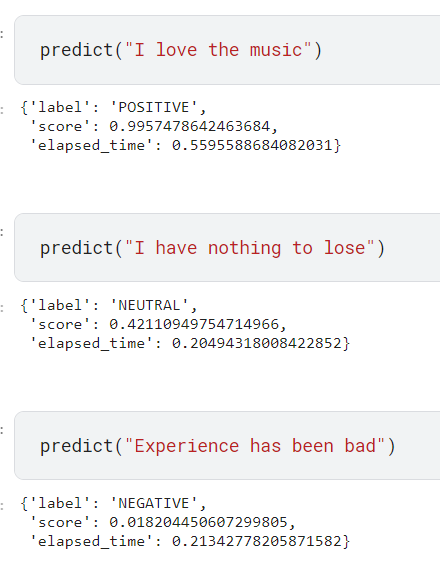 :
predict("I love the music")
: {'label': 'POSITIVE',
'score': 0.9957478642463684,
'elapsed_time': 0.5595588684082031}
:
predict("I have nothing to lose")
: {'label': 'NEUTRAL',
'score': 0.42110949754714966,
'elapsed_time': 0.20494318008422852}
:
predict("Experience has been bad")
: {'label': 'NEGATIVE',
'score': 0.018204450607299805,
'elapsed_time': 0.21342778205871582}